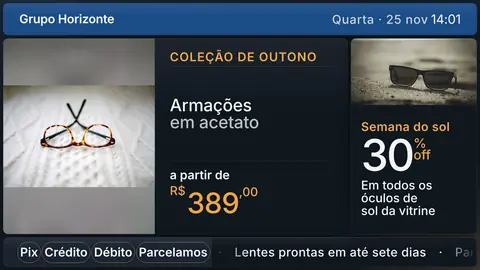 Grupo Horizonte
Quarta · 25 nov 14:01
COLEÇÃO DE OUTONO
Armações
em acetato
a partir de
R$ 389,00
Semana do sol
30% off
Em todos os
óculos de
sol da vitrine
Pix Crédito Débito Parcelamos · Lentes prontas em até sete dias ·